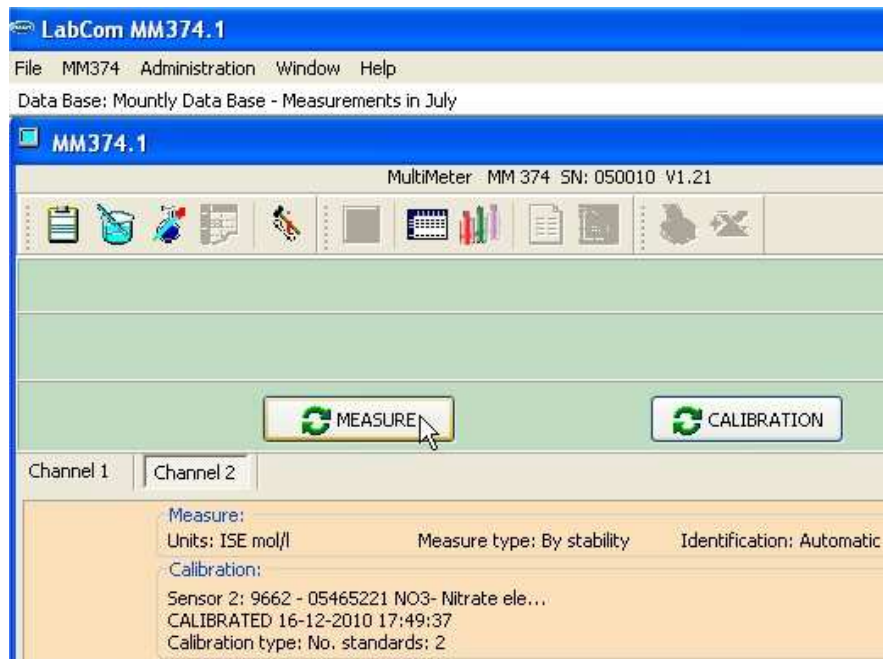 LabCom MM374.1
File MM374 Administration Window Help
Data Base: Mountly Data Base - Measurements in July
MM374.1
MultiMeter MM 374 SN: 050010 V1.21
MEASURE CALIBRATION
Channel 1 Channel 2
Measure:
Units: ISE mol/l Measure type: By stability Identification: Automatic
Calibration:
Sensor 2: 9662 - 05465221 NO3- Nitrate ele...
CALIBRATED 16-12-2010 17:49:37
Calibration type: No. standards: 2